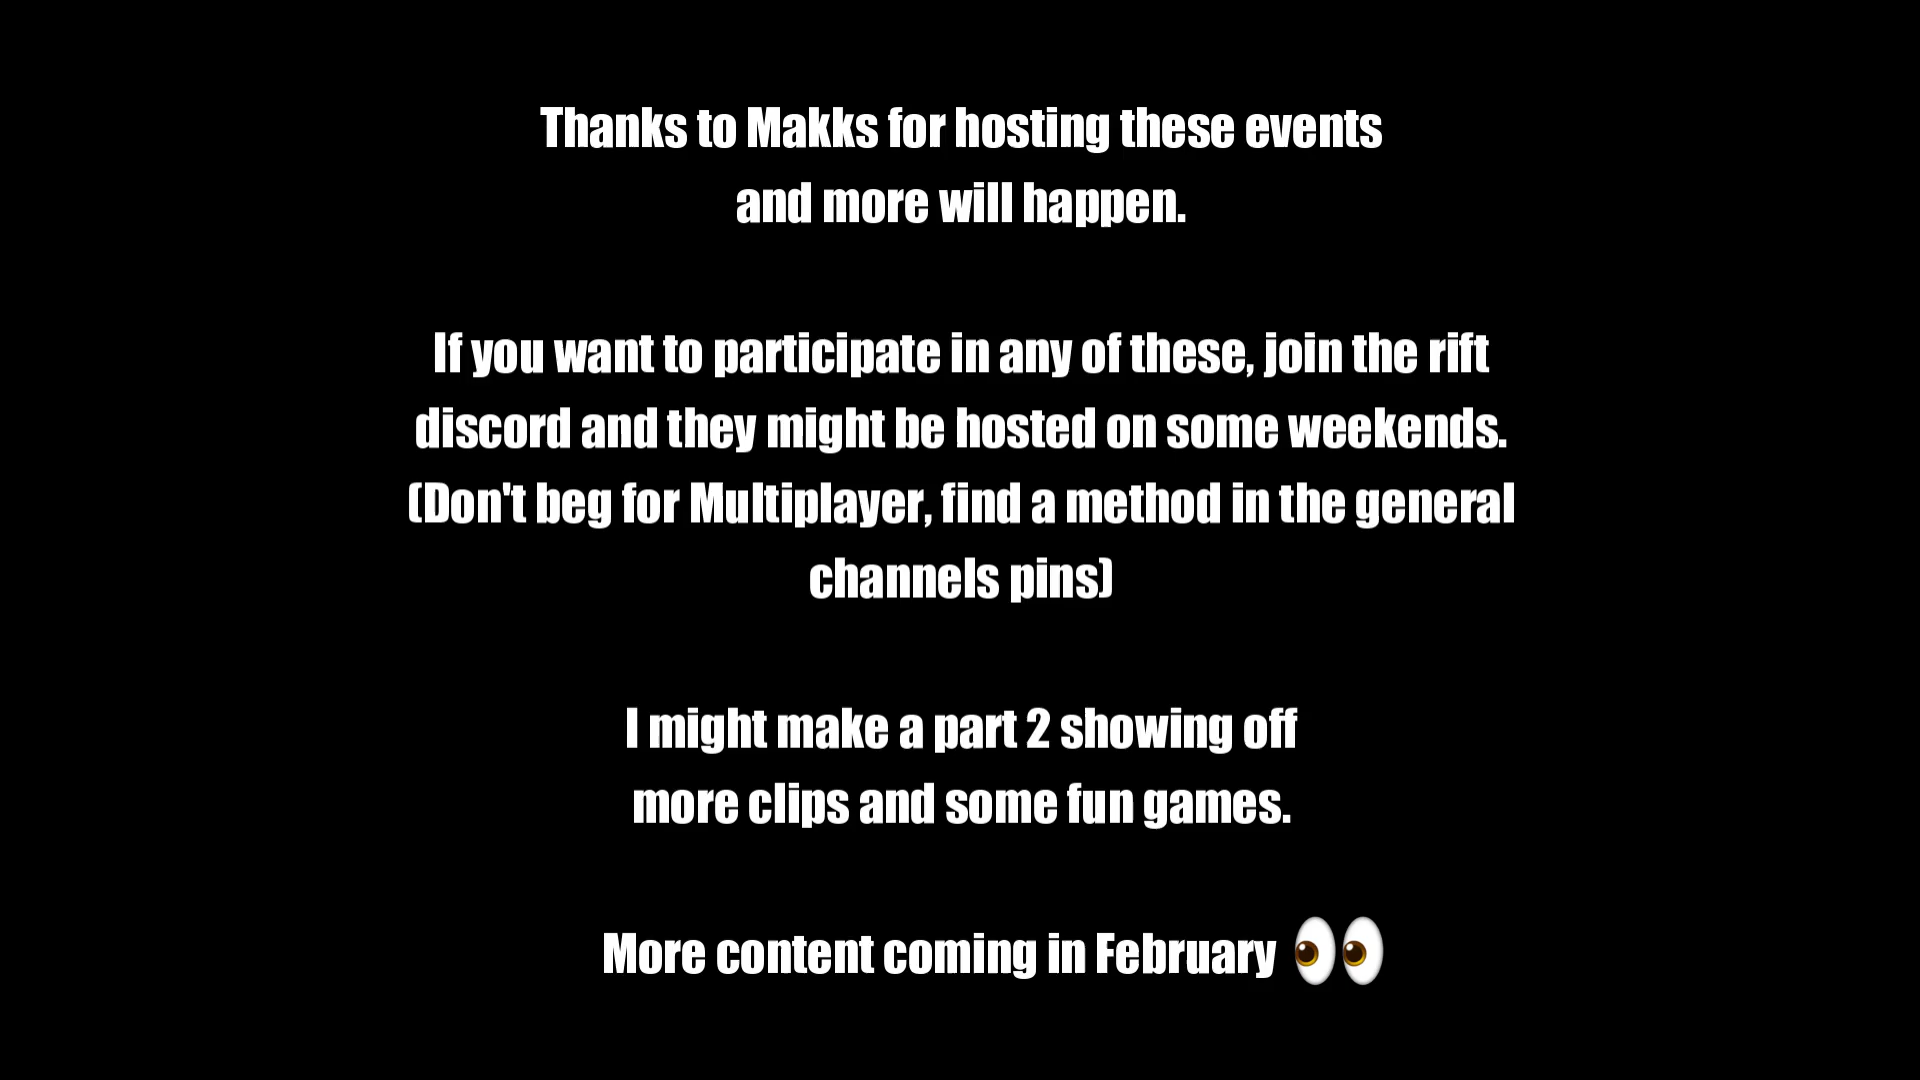 Thanks to Makks for hosting these events
and more will happen.
If you want to participate in any of these, join the rift
discord and they might be hosted on some weekends.
(Don't beg for Multiplayer, find a method in the general
channels pins)
I might make a part 2 showing off
more clips and some fun games.
More content coming in February 👀